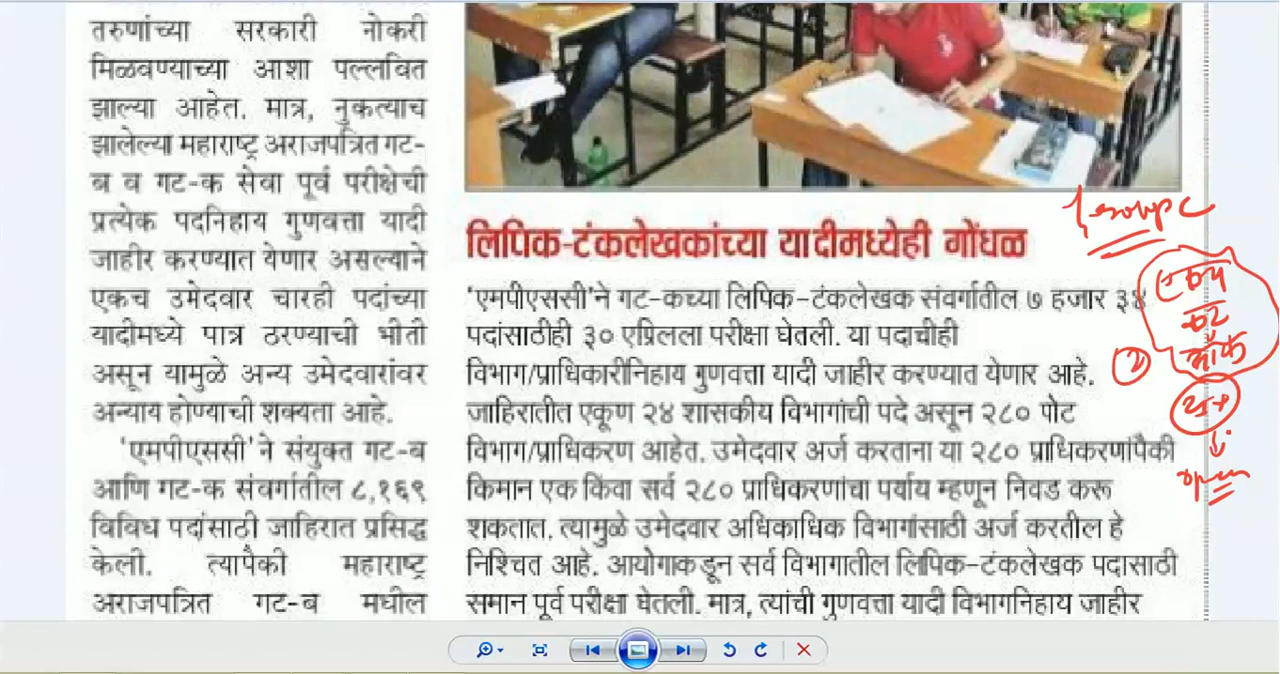 तरुणांच्या सरकारी नोकरी
मिळवण्याच्या आशा पल्लवित
झाल्या आहेत. मात्र, नुकत्याच
झालेल्या महाराष्ट्र अराजपत्रित गट-
ब व गट-क सेवा पूर्व परीक्षेची
प्रत्येक पदनिहाय गुणवत्ता यादी
जाहीर करण्यात येणार असल्याने
एकच उमेदवार चारही पदांच्या
यादीमध्ये पात्र ठरण्याची भीती
असून यामुळे अन्य उमेदवारांवर
अन्याय होण्याची शक्यता आहे.
'एमपीएससी'ने संयुक्त गट-ब
आणि गट-क संवर्गातील ८,१६९
विविध पदांसाठी जाहिरात प्रसिद्ध
केली. त्यापैकी महाराष्ट्र
अराजपत्रित गट-ब मधील
लिपिक-टंकलेखकांच्या यादीमध्येही गोंधळ
'एमपीएससी'ने गट-कच्या लिपिक-टंकलेखक संवर्गातील ७ हजार ३४
पदांसाठीही ३० एप्रिलला परीक्षा घेतली. या पदाचीही
विभाग/प्राधिकारीनिहाय गुणवत्ता यादी जाहीर करण्यात येणार आहे.
जाहिरातीत एकूण २४ शासकीय विभागांची पदे असून २८० पोट
विभाग/प्राधिकरण आहेत. उमेदवार अर्ज करताना या २८० प्राधिकरणांपैकी
किमान एक किंवा सर्व २८० प्राधिकरणांचा पर्याय म्हणून निवड करू
शकतात. त्यामुळे उमेदवार अधिकाधिक विभागांसाठी अर्ज करतील हे
निश्चित आहे. आयोगाकडून सर्व विभागातील लिपिक-टंकलेखक पदासाठी
समान पूर्व परीक्षा घेतली. मात्र, त्यांची गुणवत्ता यादी विभागनिहाय जाहीर
Group C